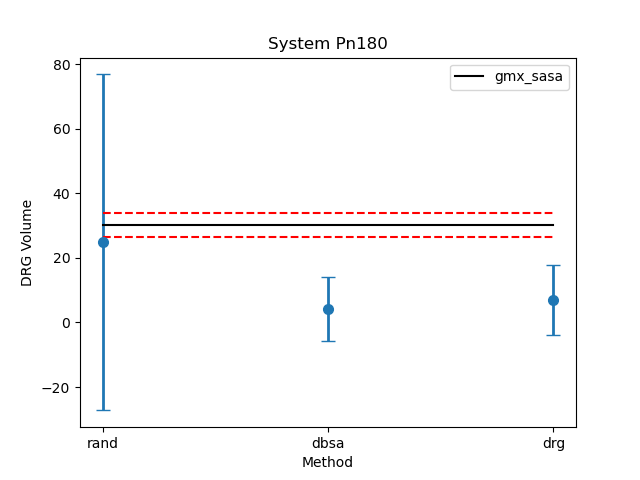 System Pn180
gmx_sasa
80
60
40
20
0
−20
DRG Volume
rand
dbsa
drg
Method